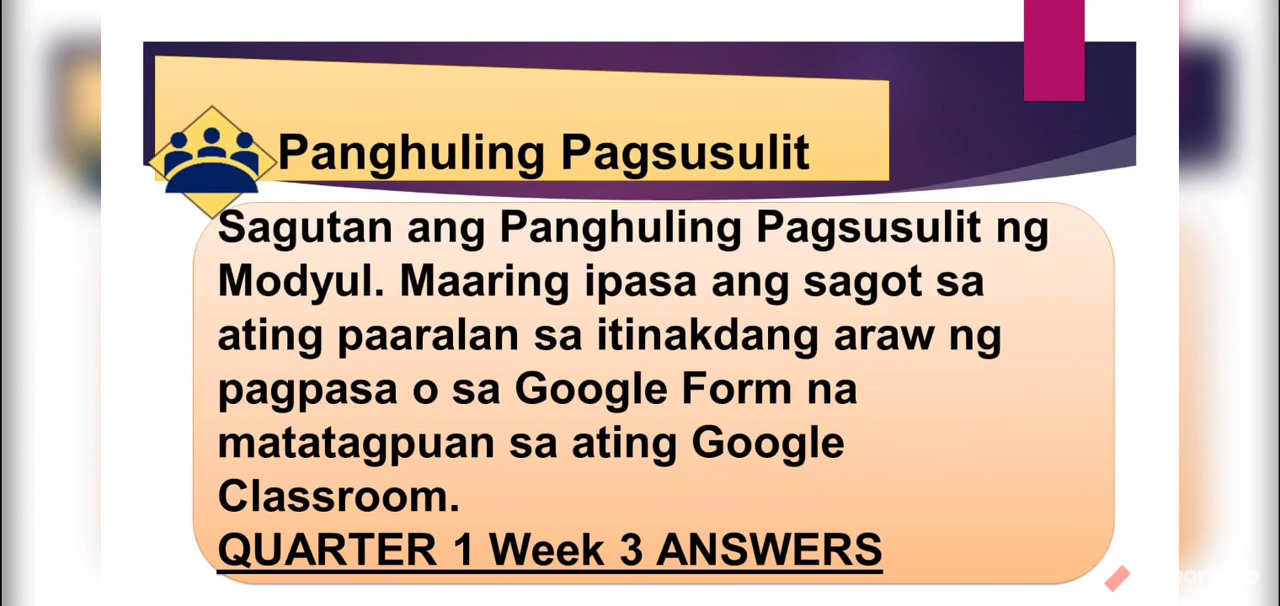 Panghuling Pagsusulit
Sagutan ang Panghuling Pagsusulit ng
Modyul. Maaring ipasa ang sagot sa
ating paaralan sa itinakdang araw ng
pagpasa o sa Google Form na
matatagpuan sa ating Google
Classroom.
QUARTER 1 Week 3 ANSWERS